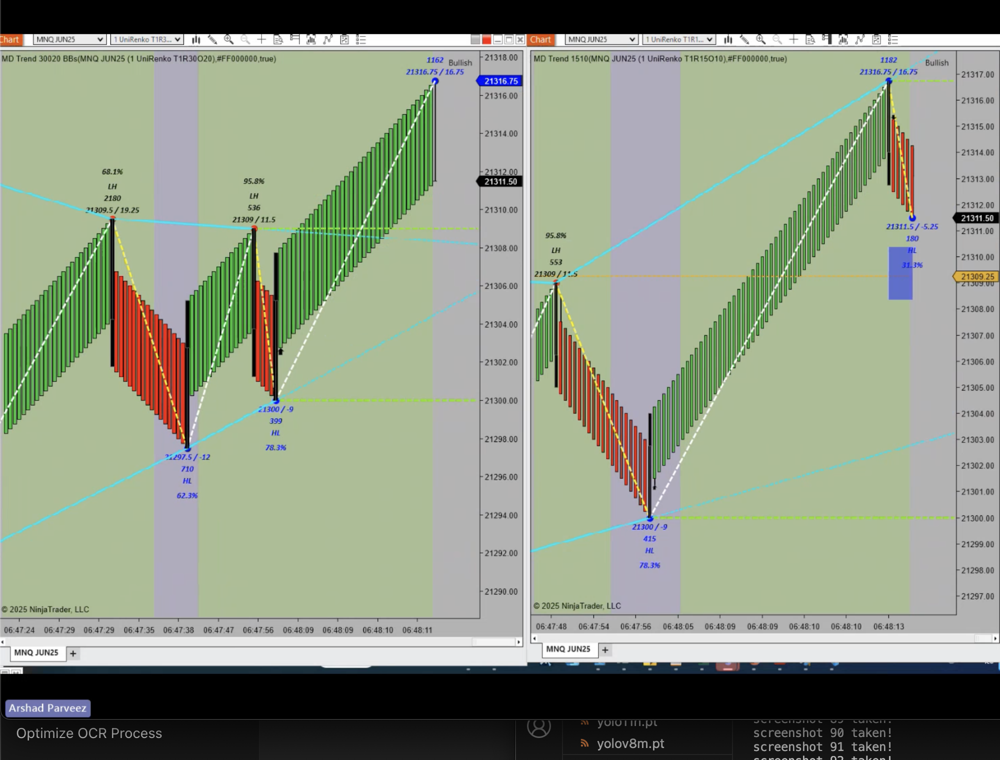 Chart
MNQ JUN25
1 UniRenko T1R3...
MD Trend 30020 BBs(MNQ JUN25 (1 UniRenko T1R30O20),#FF000000,true)
1162
Bullish
21316.75 / 16.75
68.1%
LH
2180
21309.5 / 19.25
95.8%
LH
536
21309 / 11.5
21300 / -9
399
HL
78.3%
21297.5 / -12
710
HL
62.3%
21318.00
21316.75
21316.00
21314.00
21312.00
21311.50
21310.00
21308.00
21306.00
21304.00
21302.00
21300.00
21298.00
21296.00
21294.00
21292.00
21290.00
© 2025 NinjaTrader, LLC
06:47:24
06:47:29
06:47:29
06:47:35
06:47:38
06:47:47
06:47:56
06:48:09
06:48:09
06:48:10
06:48:11
MNQ JUN25
Chart
MNQ JUN25
1 UniRenko T1R1...
MD Trend 1510(MNQ JUN25 (1 UniRenko T1R15O10),#FF000000,true)
1182
Bullish
21316.75 / 16.75
95.8%
LH
553
21309 / 11.5
21311.5 / -5.25
180
HL
31.3%
21300 / -9
415
HL
78.3%
21317.00
21316.00
21315.00
21314.00
21313.00
21312.00
21311.50
21311.00
21310.00
21309.25
21309.00
21308.00
21307.00
21306.00
21305.00
21304.00
21303.00
21302.00
21301.00
21300.00
21299.00
21298.00
21297.00
© 2025 NinjaTrader, LLC
06:47:48
06:47:54
06:47:56
06:48:05
06:48:09
06:48:10
06:48:10
06:48:13
MNQ JUN25
Arshad Parveez
Optimize OCR Process
yolo11n.pt
yolov8m.pt
screenshot 89 taken!
screenshot 90 taken!
screenshot 91 taken!
screenshot 92 taken!